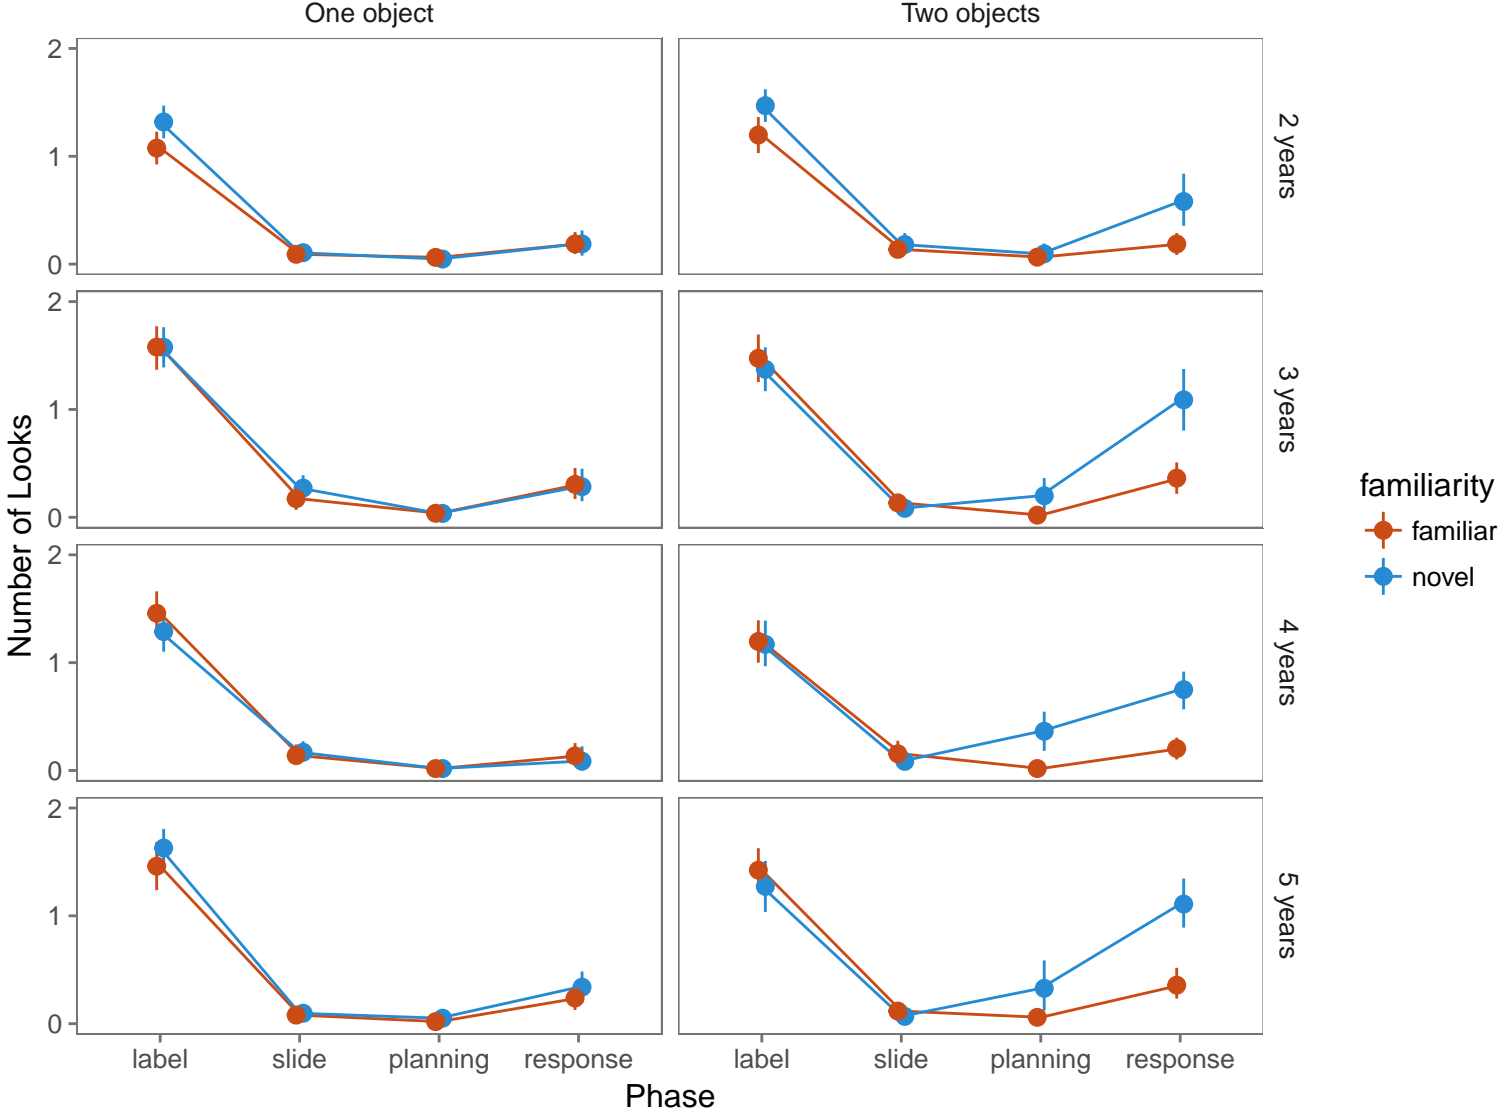 One object
Two objects
2
1
0
2 years
2
1
0
3 years
2
1
0
4 years
2
1
0
5 years
label
slide
planning
response
label
slide
planning
response
Phase
Number of Looks
familiarity
familiar
novel